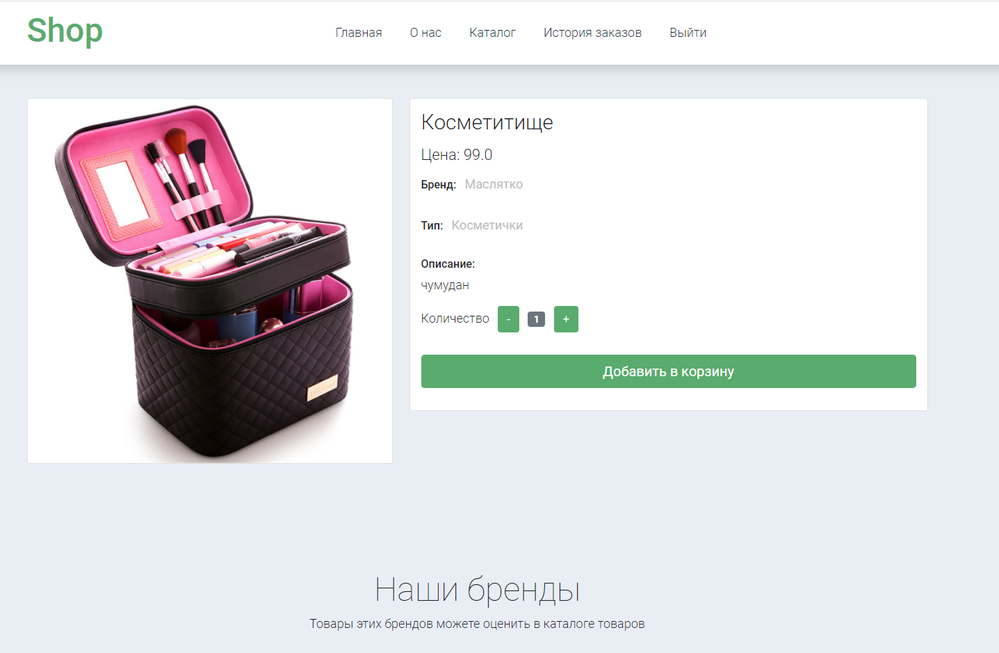 Shop
Главная О нас Каталог История заказов Выйти
Косметитище
Цена: 99.0
Бренд: Маслятко
Тип: Косметички
Описание:
чумудан
Количество - 1 +
Добавить в корзину
Наши бренды
Товары этих брендов можете оценить в каталоге товаров